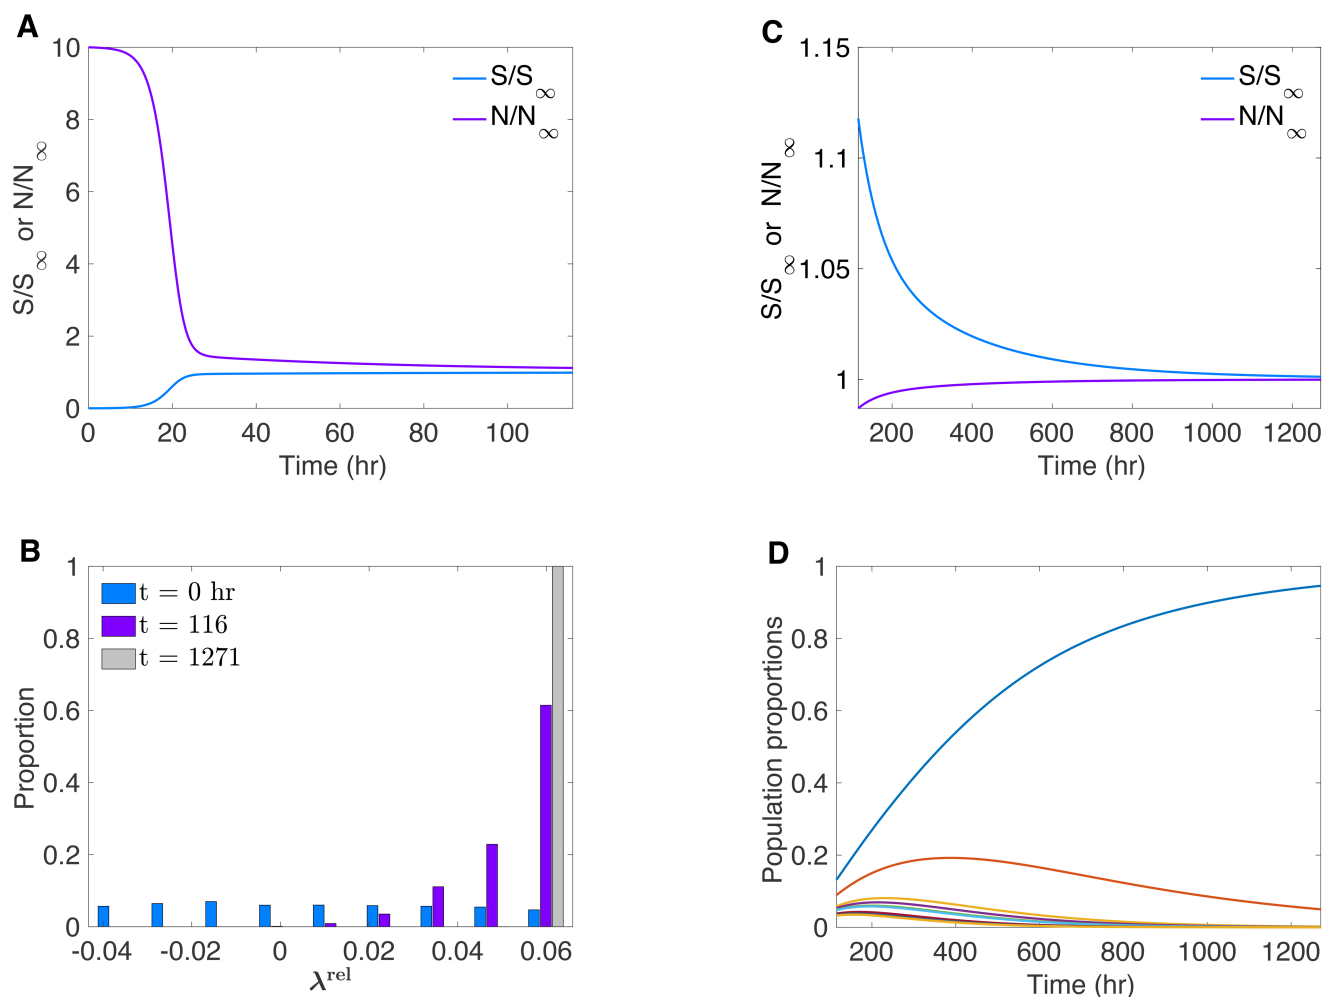 A
10
8
6
4
2
0
0 20 40 60 80 100
Time (hr)
S/S∞ or N/N∞
S/S∞
N/N∞
C
1.15
1.1
1.05
1
200 400 600 800 1000 1200
Time (hr)
S/S∞ or N/N∞
S/S∞
N/N∞
B
1
0.8
0.6
0.4
0.2
0
-0.04 -0.02 0 0.02 0.04 0.06
λ^rel
Proportion
t = 0 hr
t = 116
t = 1271
D
1
0.8
0.6
0.4
0.2
0
200 400 600 800 1000 1200
Time (hr)
Population proportions